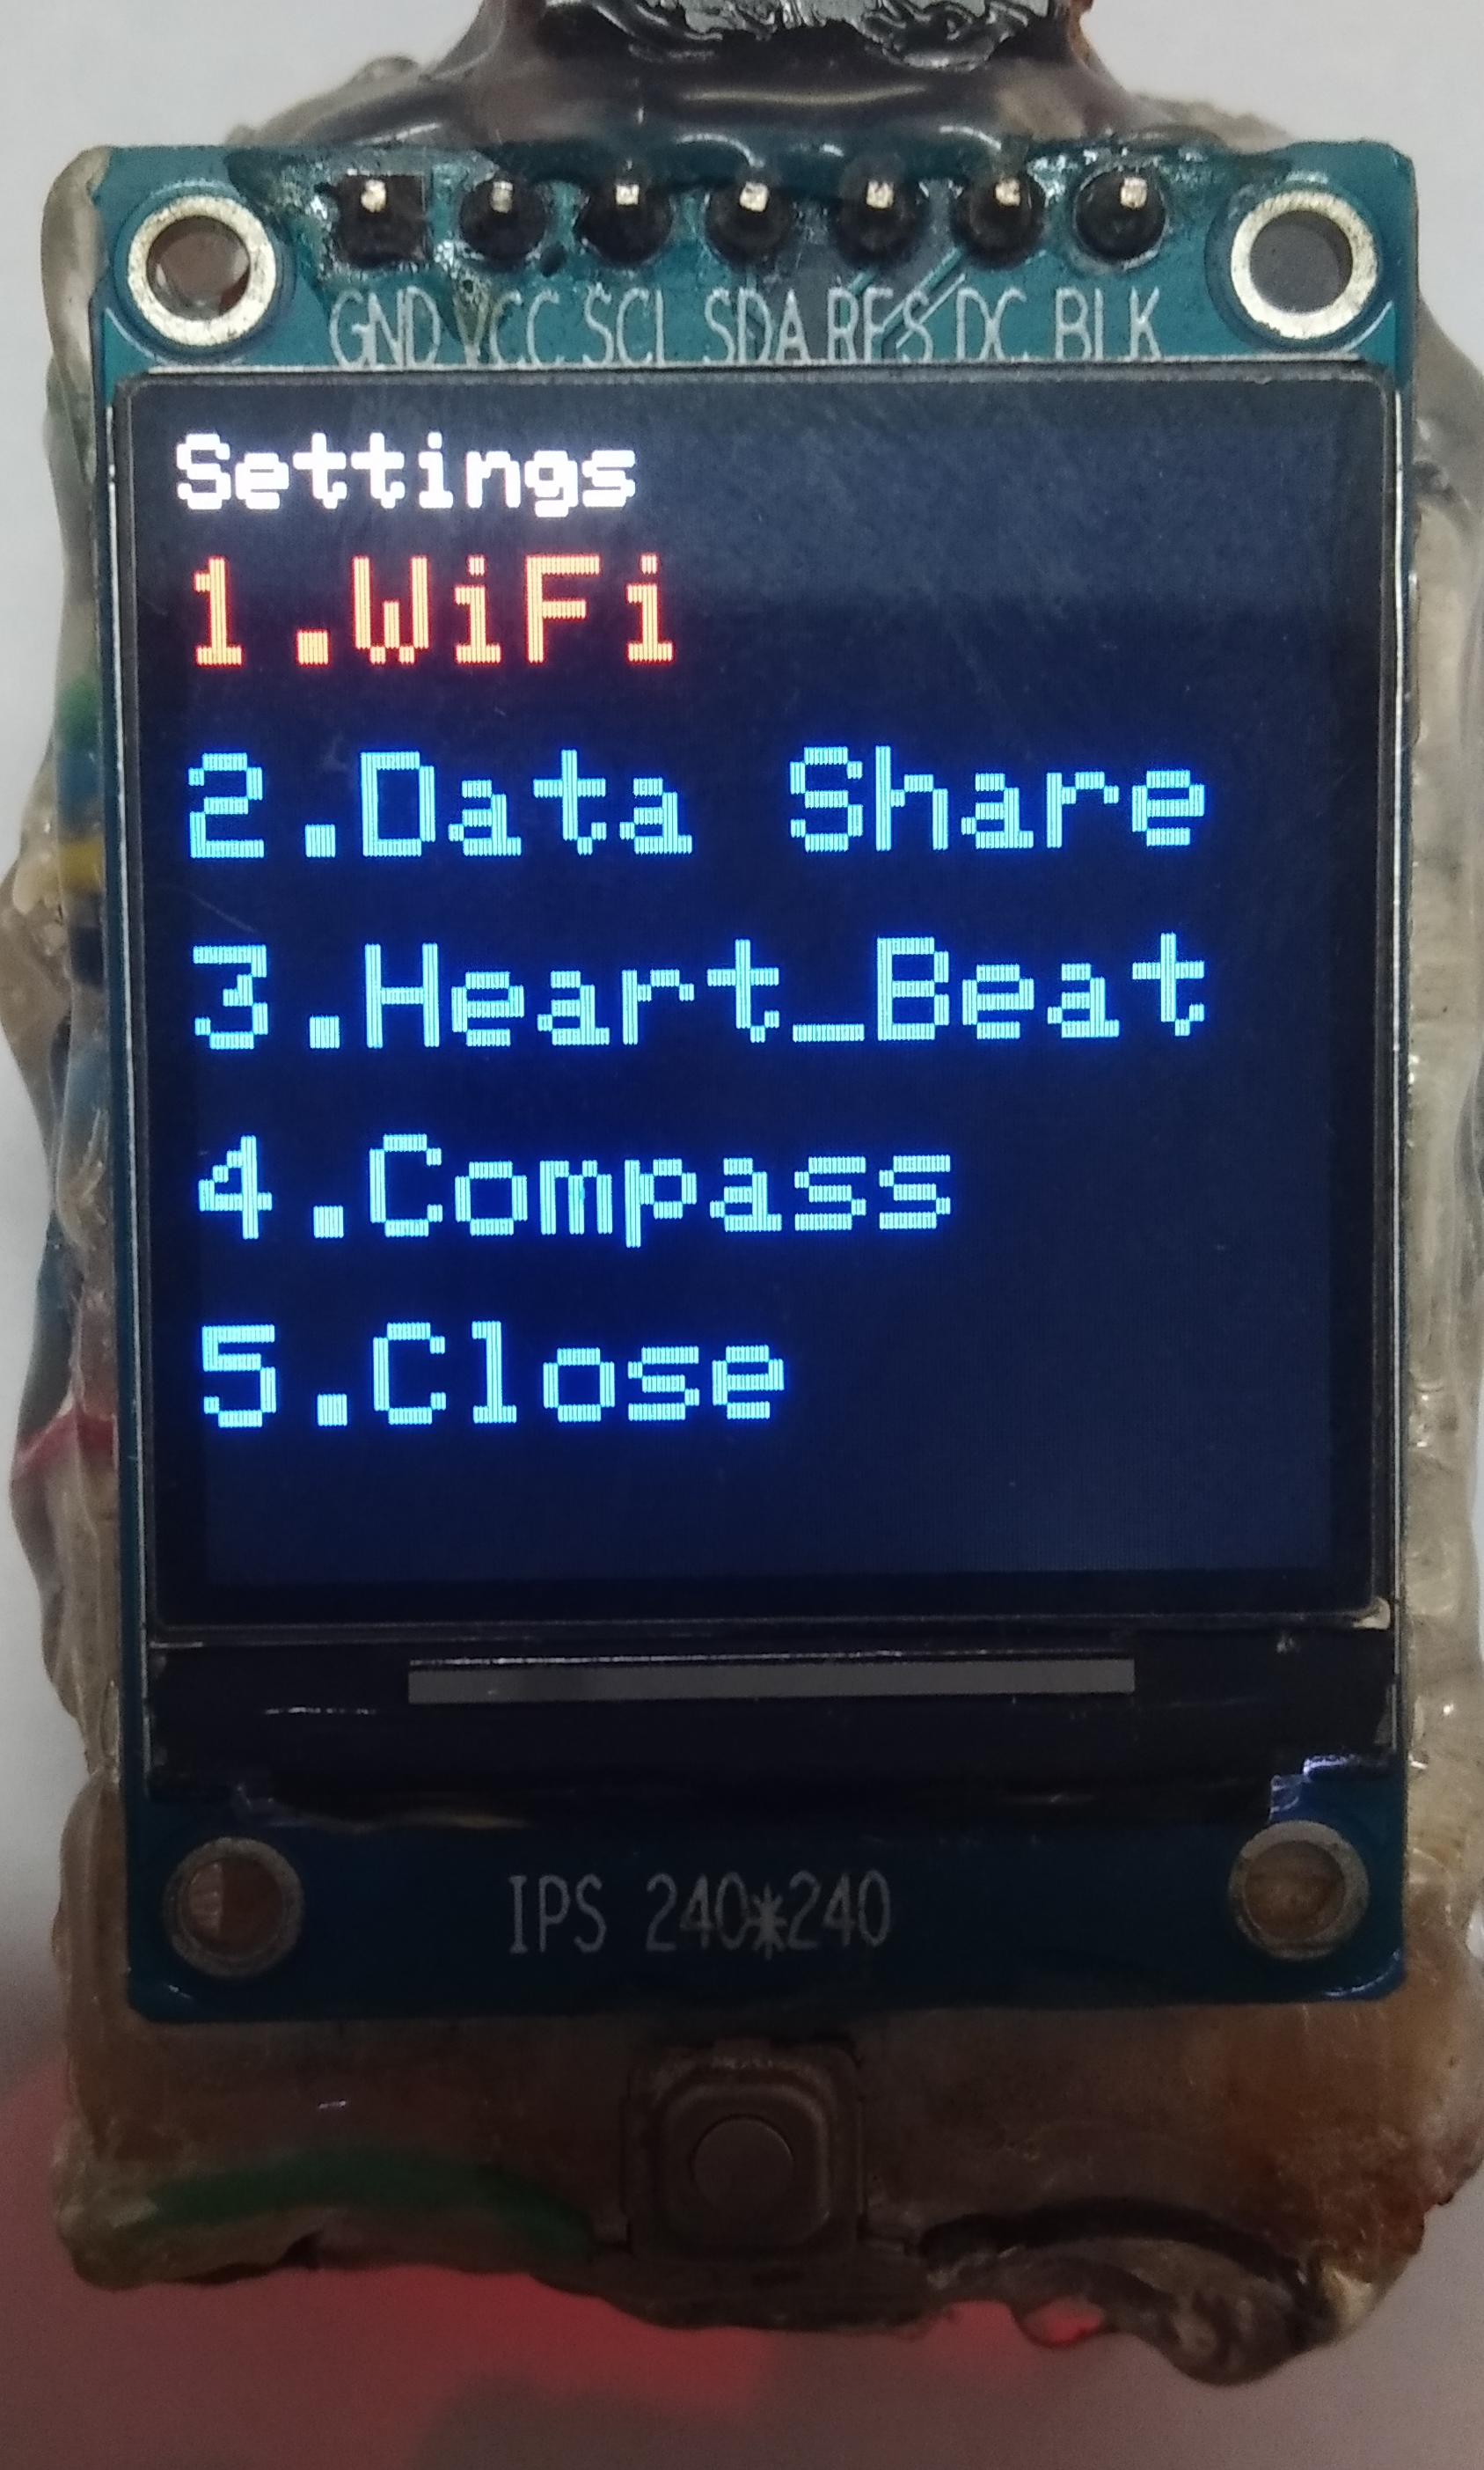 GND VCC SCL SDA RES DC BLK
Settings
1.WiFi
2.Data Share
3.Heart_Beat
4.Compass
5.Close
IPS 240*240